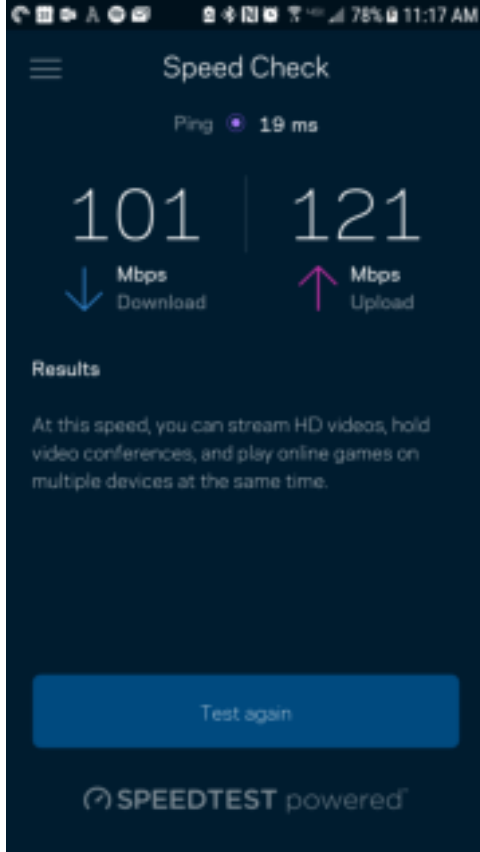 78% 11:17 AM
Speed Check
Ping 19 ms
101 121
Mbps Mbps
Download Upload
Results
At this speed, you can stream HD videos, hold
video conferences, and play online games on
multiple devices at the same time.
Test again
SPEEDTEST powered™